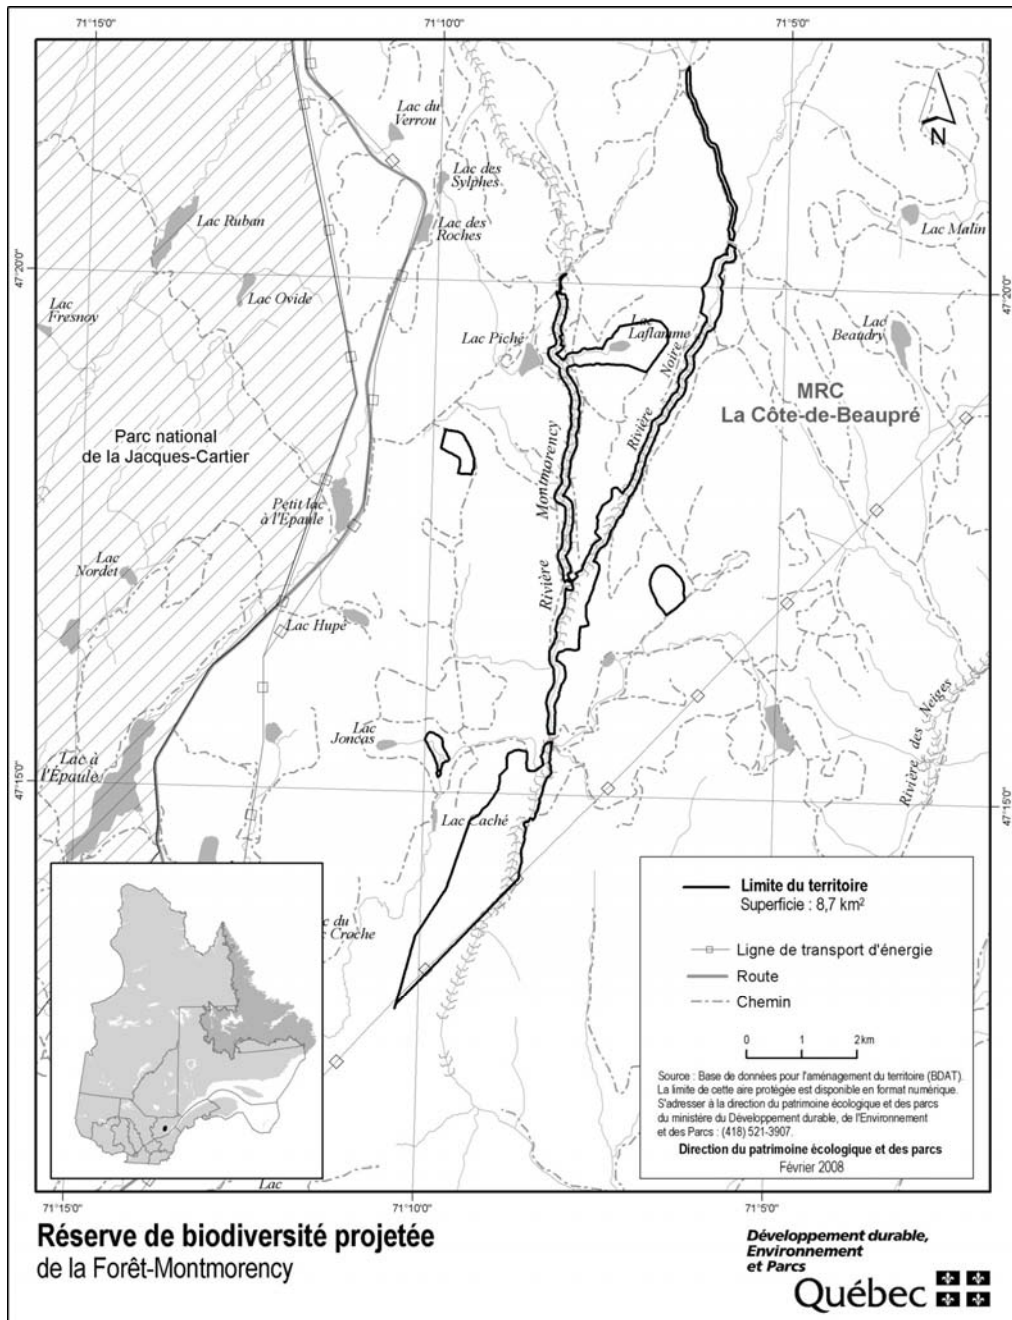 71°15'0"
71°10'0"
71°5'0"
Lac du
Verrou
Lac des
Sylphes
Lac Ruban
Lac des
Roches
Lac Malin
N
47°20'0"
47°20'0"
Lac Ovide
Lac
Fresnoy
Lac Piché
Lac
Laflamme
Lac
Beaudry
Rivière
Noire
MRC
La Côte-de-Beaupré
Parc national
de la Jacques-Cartier
Rivière
Montmorency
Petit lac
à l'Épaule
Lac
Nordet
Lac Hupé
Rivière des Neiges
Lac
Joncas
Lac à
l'Épaule
47°15'0"
47°15'0"
Lac Caché
c du
Croche
Limite du territoire
Superficie : 8,7 km²
Ligne de transport d'énergie
Route
Chemin
0 1 2 km
Source : Base de données pour l'aménagement du territoire (BDAT).
La limite de cette aire protégée est disponible en format numérique.
S'adresser à la direction du patrimoine écologique et des parcs
du ministère du Développement durable, de l'Environnement
et des Parcs : (418) 521-3907.
Direction du patrimoine écologique et des parcs
Février 2008
Lac
71°15'0"
71°10'0"
71°5'0"
Réserve de biodiversité projetée
de la Forêt-Montmorency
Développement durable,
Environnement
et Parcs
Québec